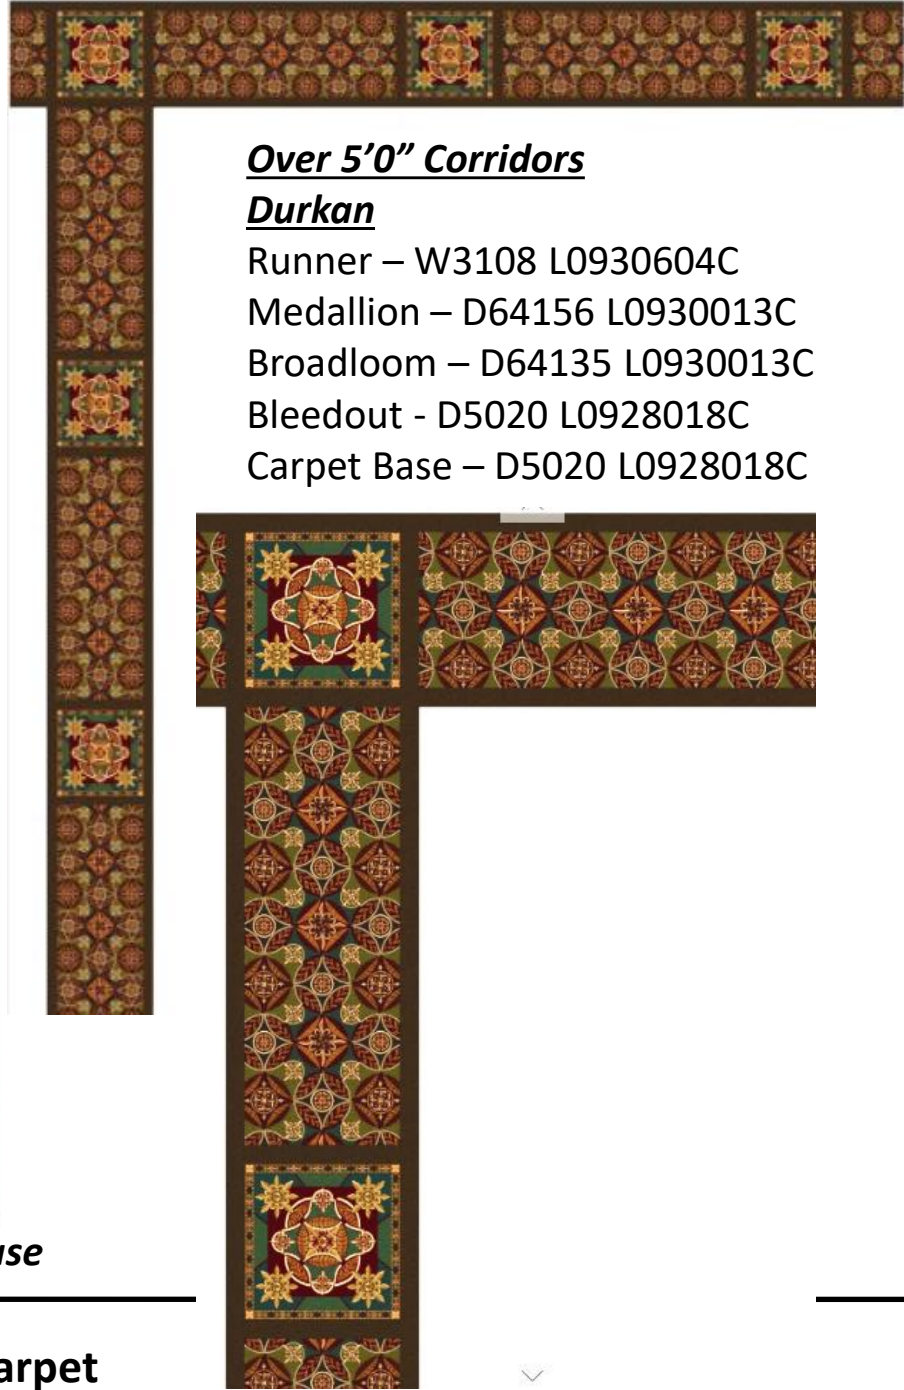 Over 5’0” Corridors
Durkan
Runner – W3108 L0930604C
Medallion – D64156 L0930013C
Broadloom – D64135 L0930013C
Bleedout - D5020 L0928018C
Carpet Base – D5020 L0928018C